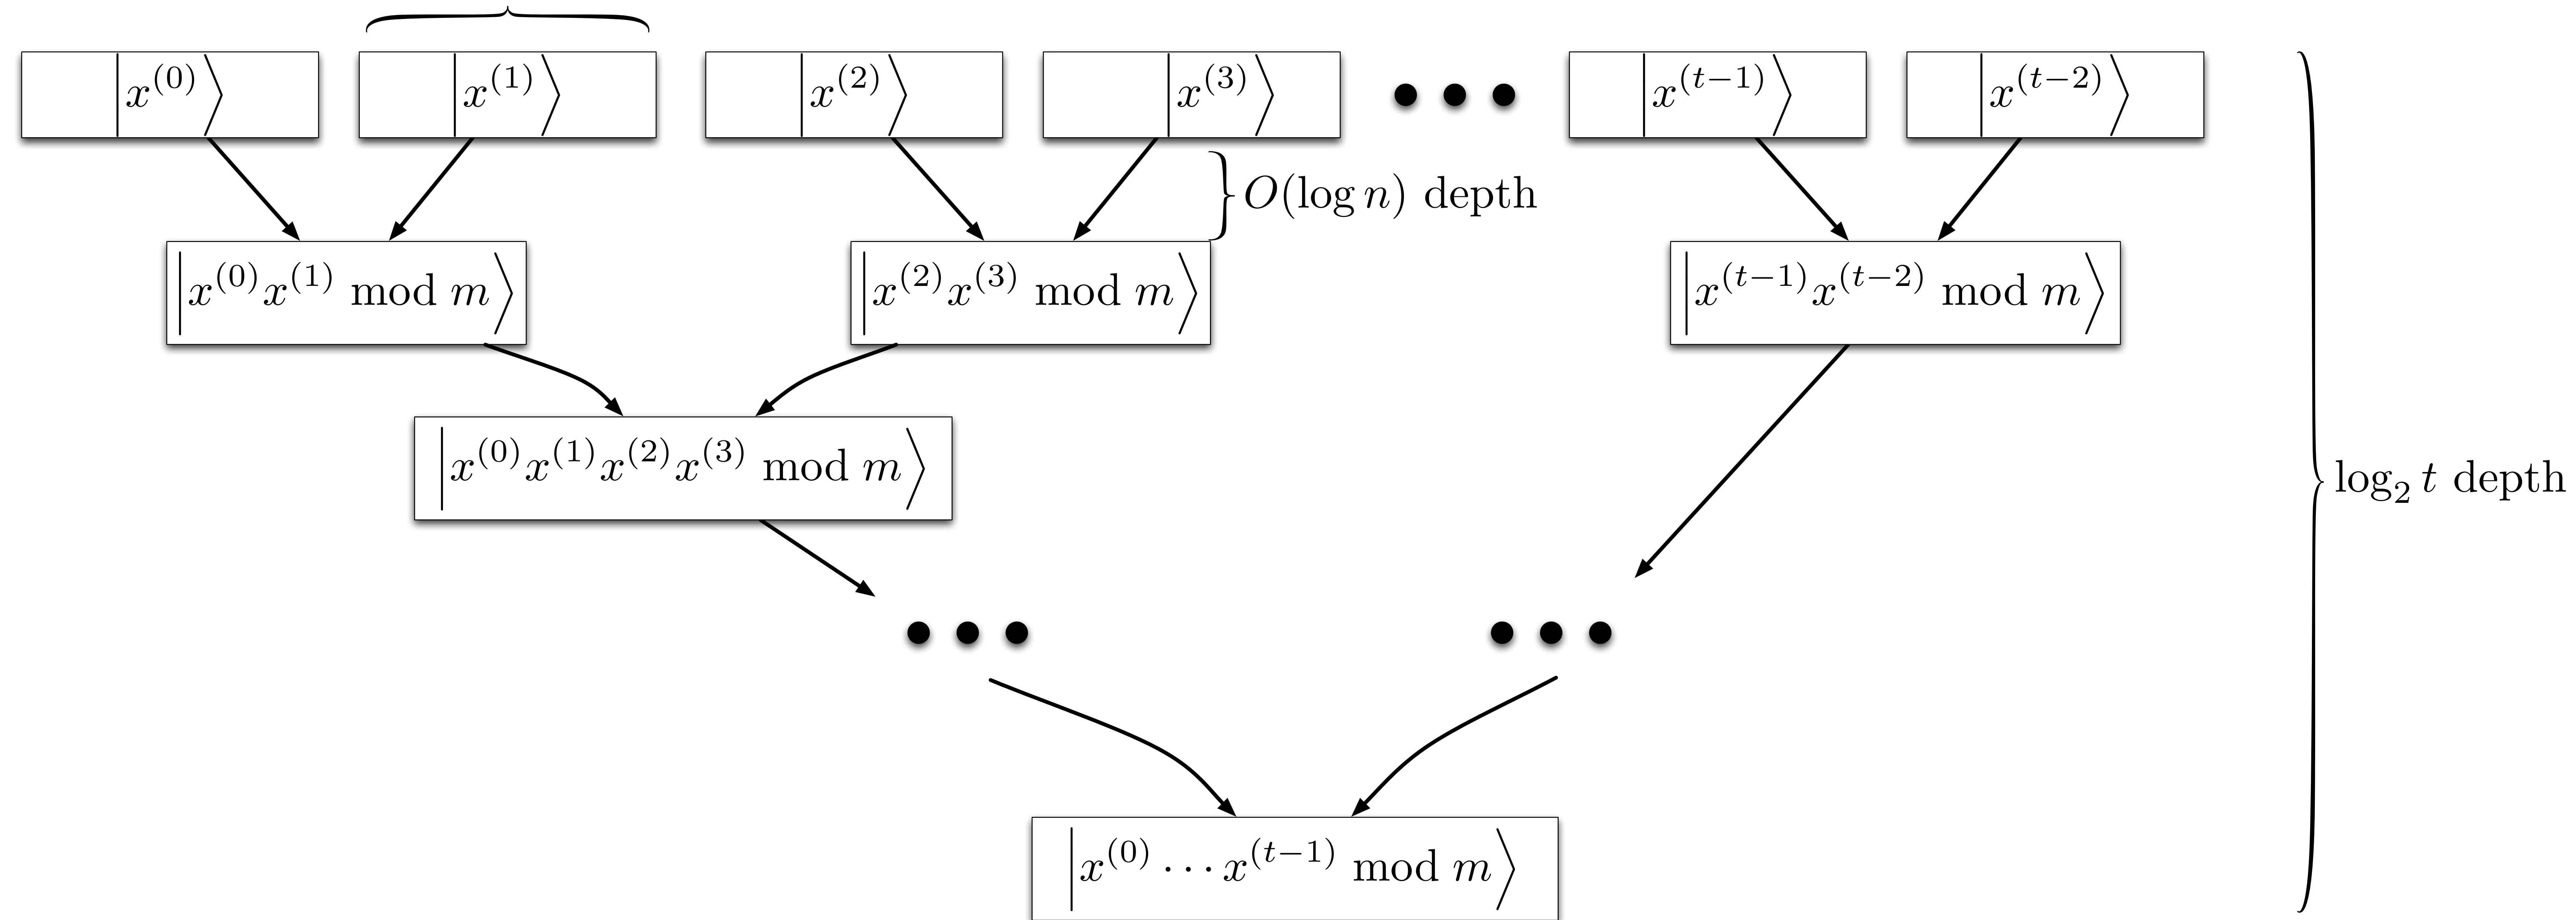 |x^(0)⟩ |x^(1)⟩ |x^(2)⟩ |x^(3)⟩ ● ● ● |x^(t−1)⟩ |x^(t−2)⟩
O(log n) depth
|x^(0)x^(1) mod m⟩ |x^(2)x^(3) mod m⟩ |x^(t−1)x^(t−2) mod m⟩
|x^(0)x^(1)x^(2)x^(3) mod m⟩
log₂ t depth
● ● ● ● ● ●
|x^(0) ⋯ x^(t−1) mod m⟩